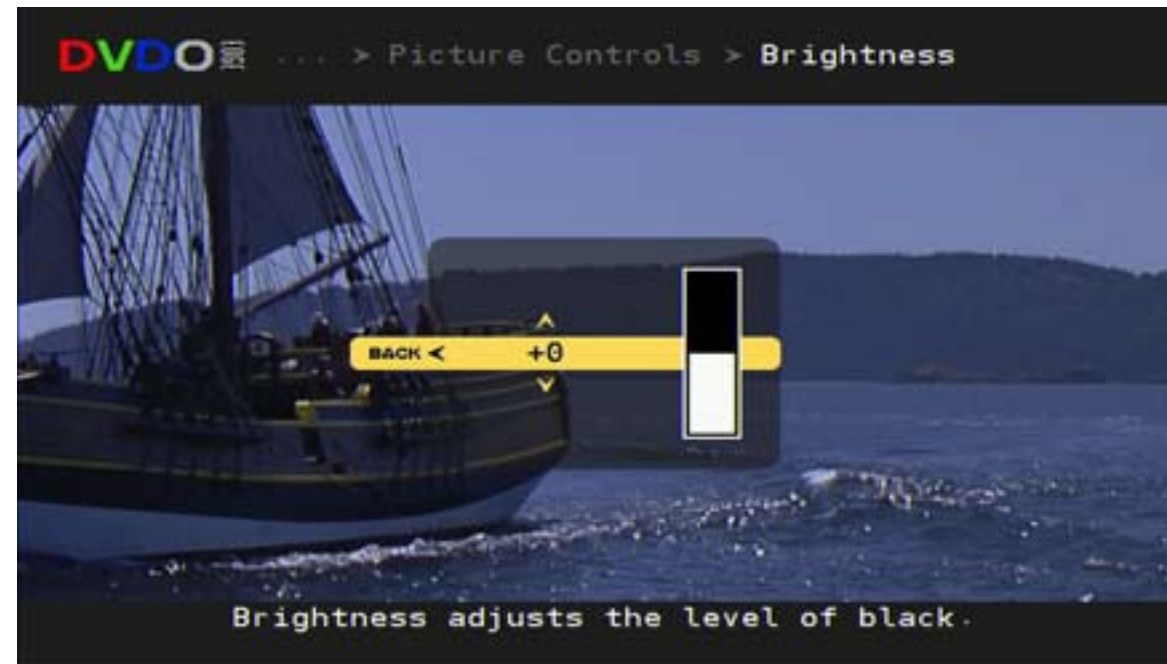 DVDO ... > Picture Controls > Brightness
BACK < +0
Brightness adjusts the level of black.